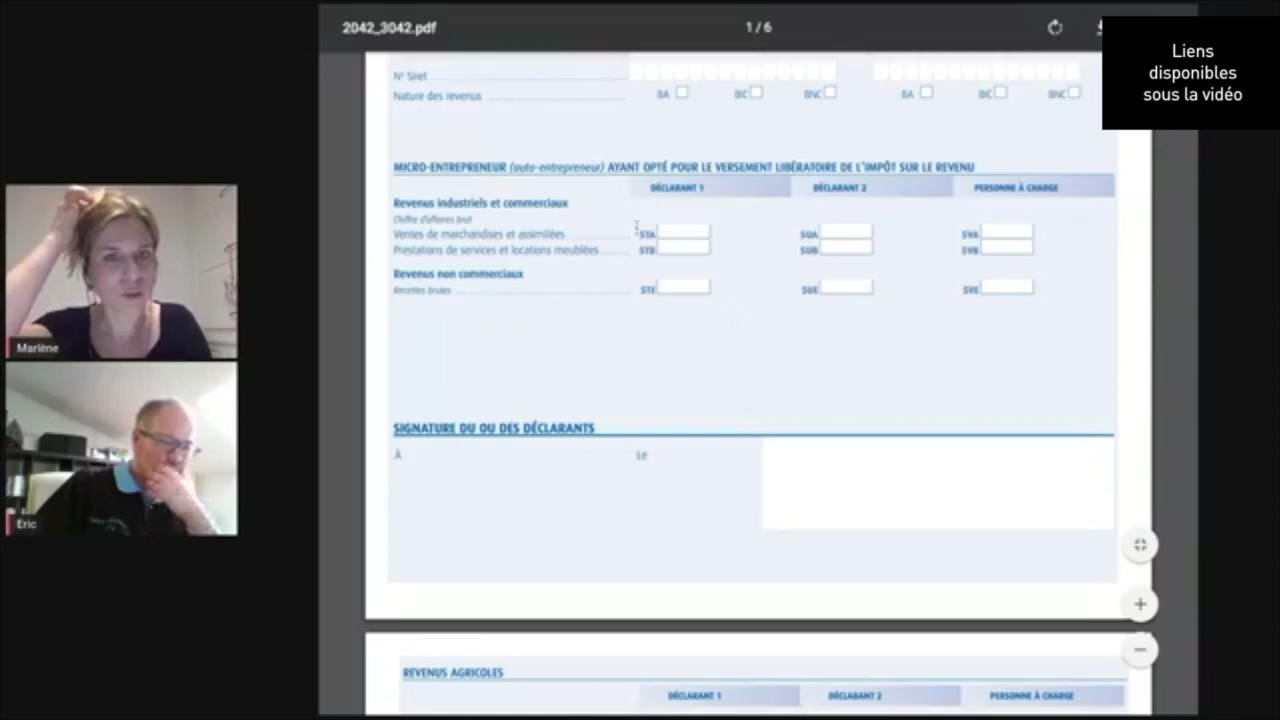 2042_3042.pdf
1 / 6
Liens
disponibles
sous la vidéo
N° Siret
Nature des revenus
BA BIC BNC BA BIC BNC
MICRO-ENTREPRENEUR (auto-entrepreneur) AYANT OPTÉ POUR LE VERSEMENT LIBÉRATOIRE DE L'IMPÔT SUR LE REVENU
DÉCLARANT 1 DÉCLARANT 2 PERSONNE À CHARGE
Revenus industriels et commerciaux
Chiffre d'affaires brut
Ventes de marchandises et assimilées 5TA 5UA 5VA
Prestations de services et locations meublées 5TB 5UB 5VB
Revenus non commerciaux
Recettes brutes 5TE 5UE 5VE
Marlène
SIGNATURE DU OU DES DÉCLARANTS
À Le
Eric
REVENUS AGRICOLES
DÉCLARANT 1 DÉCLARANT 2 PERSONNE À CHARGE